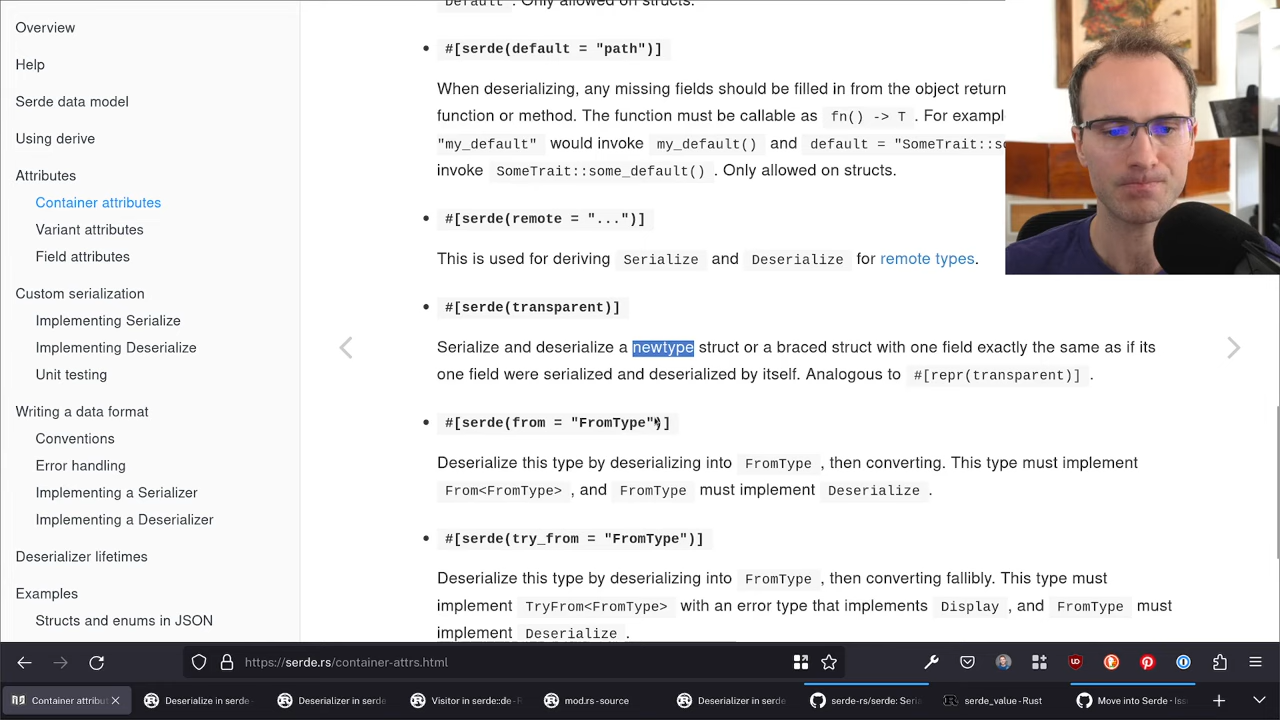 Overview
Help
Serde data model
Using derive
Attributes
Container attributes
Variant attributes
Field attributes
Custom serialization
Implementing Serialize
Implementing Deserialize
Unit testing
Writing a data format
Conventions
Error handling
Implementing a Serializer
Implementing a Deserializer
Deserializer lifetimes
Examples
Structs and enums in JSON
Default . Only allowed on structs.
#[serde(default = "path")]
When deserializing, any missing fields should be filled in from the object return
function or method. The function must be callable as fn() -> T . For exampl
"my_default" would invoke my_default() and default = "SomeTrait::so
invoke SomeTrait::some_default() . Only allowed on structs.
#[serde(remote = "...")]
This is used for deriving Serialize and Deserialize for remote types.
#[serde(transparent)]
Serialize and deserialize a newtype struct or a braced struct with one field exactly the same as if its
one field were serialized and deserialized by itself. Analogous to #[repr(transparent)] .
#[serde(from = "FromType")]
Deserialize this type by deserializing into FromType , then converting. This type must implement
From<FromType> , and FromType must implement Deserialize .
#[serde(try_from = "FromType")]
Deserialize this type by deserializing into FromType , then converting fallibly. This type must
implement TryFrom<FromType> with an error type that implements Display , and FromType must
implement Deserialize .
https://serde.rs/container-attrs.html
Container attribut
Deserialize in serde
Deserializer in serde
Visitor in serde::de - R
mod.rs - source
Deserializer in serde
serde-rs/serde: Seria
serde_value - Rust
Move into Serde - Iss